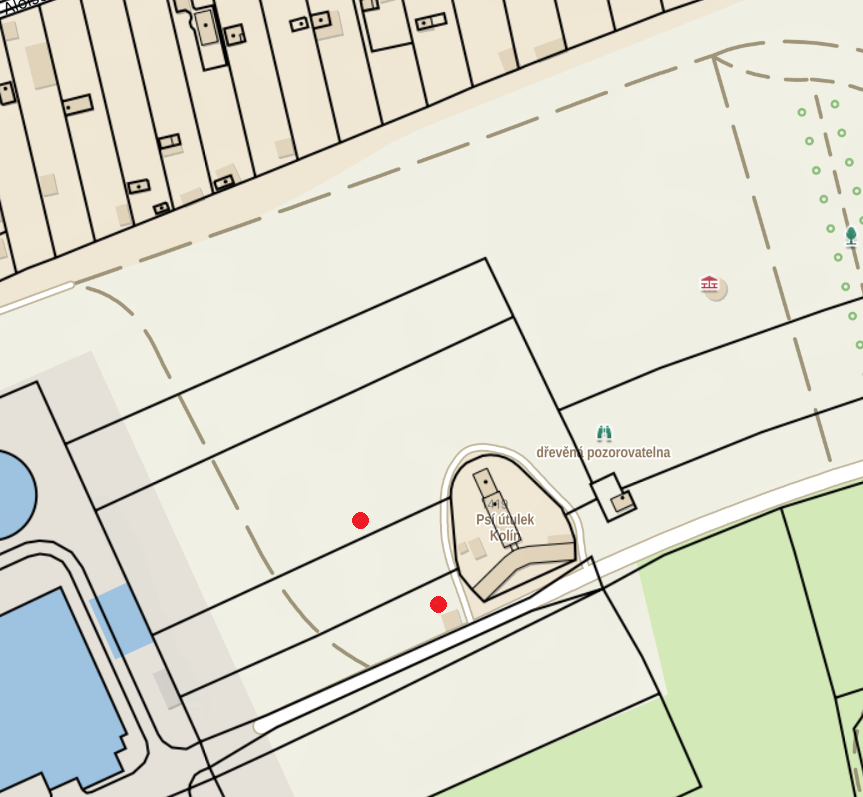 dřevěná pozorovatelna
Psí útulek
Kolín